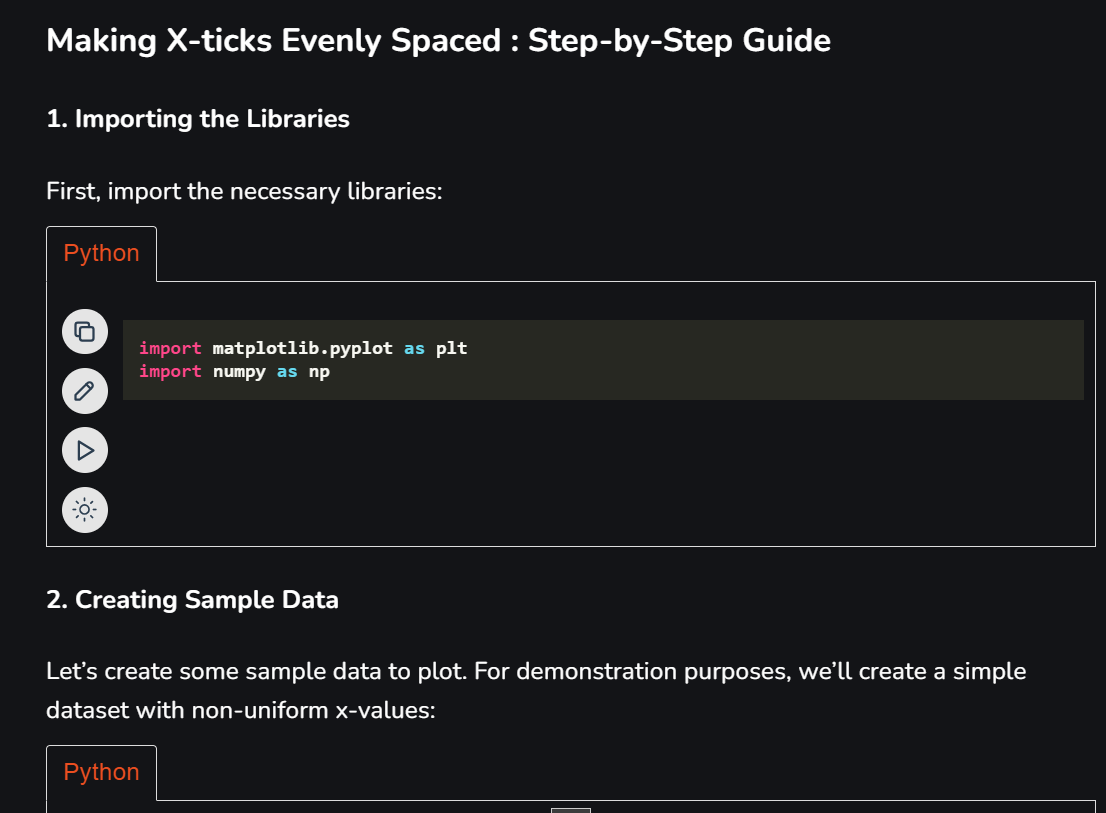 Making X-ticks Evenly Spaced : Step-by-Step Guide
1. Importing the Libraries
First, import the necessary libraries:
Python
import matplotlib.pyplot as plt
import numpy as np
2. Creating Sample Data
Let’s create some sample data to plot. For demonstration purposes, we’ll create a simple
dataset with non-uniform x-values:
Python